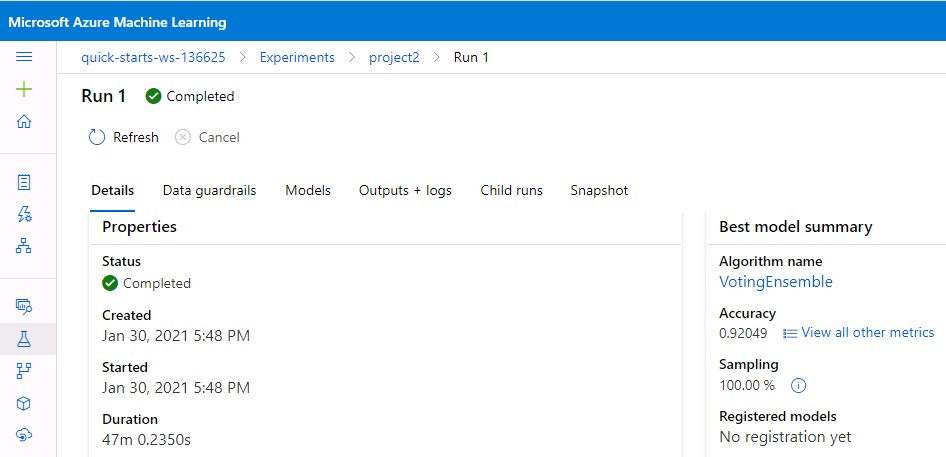 Microsoft Azure Machine Learning
quick-starts-ws-136625 > Experiments > project2 > Run 1
Run 1 Completed
Refresh Cancel
Details Data guardrails Models Outputs + logs Child runs Snapshot
Properties
Status
Completed
Created
Jan 30, 2021 5:48 PM
Started
Jan 30, 2021 5:48 PM
Duration
47m 0.2350s
Best model summary
Algorithm name
VotingEnsemble
Accuracy
0.92049 View all other metrics
Sampling
100.00 %
Registered models
No registration yet